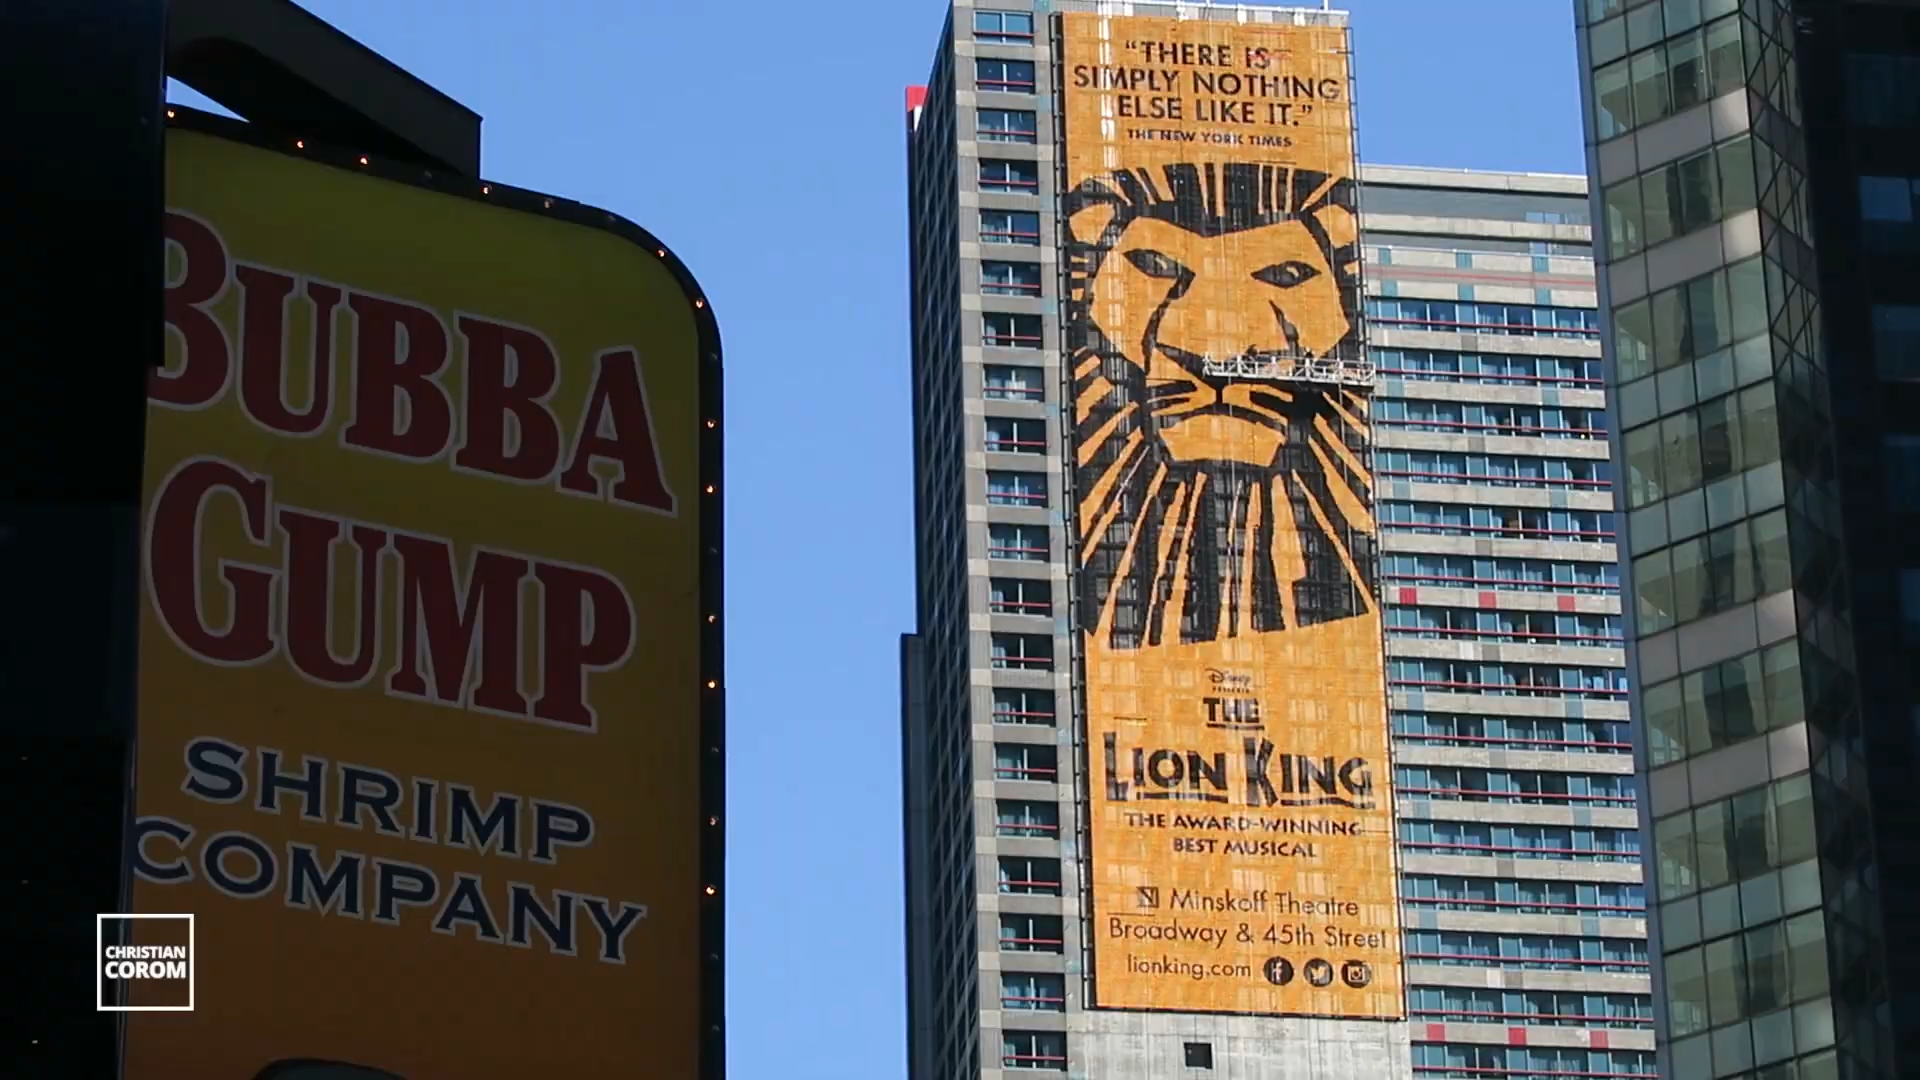 BUBBA
GUMP
SHRIMP
COMPANY
CHRISTIAN
COROM
“THERE IS
SIMPLY NOTHING
ELSE LIKE IT.”
THE NEW YORK TIMES
Disney
PRESENTS
THE
LION KING
THE AWARD-WINNING
BEST MUSICAL
Minskoff Theatre
Broadway & 45th Street
lionking.com